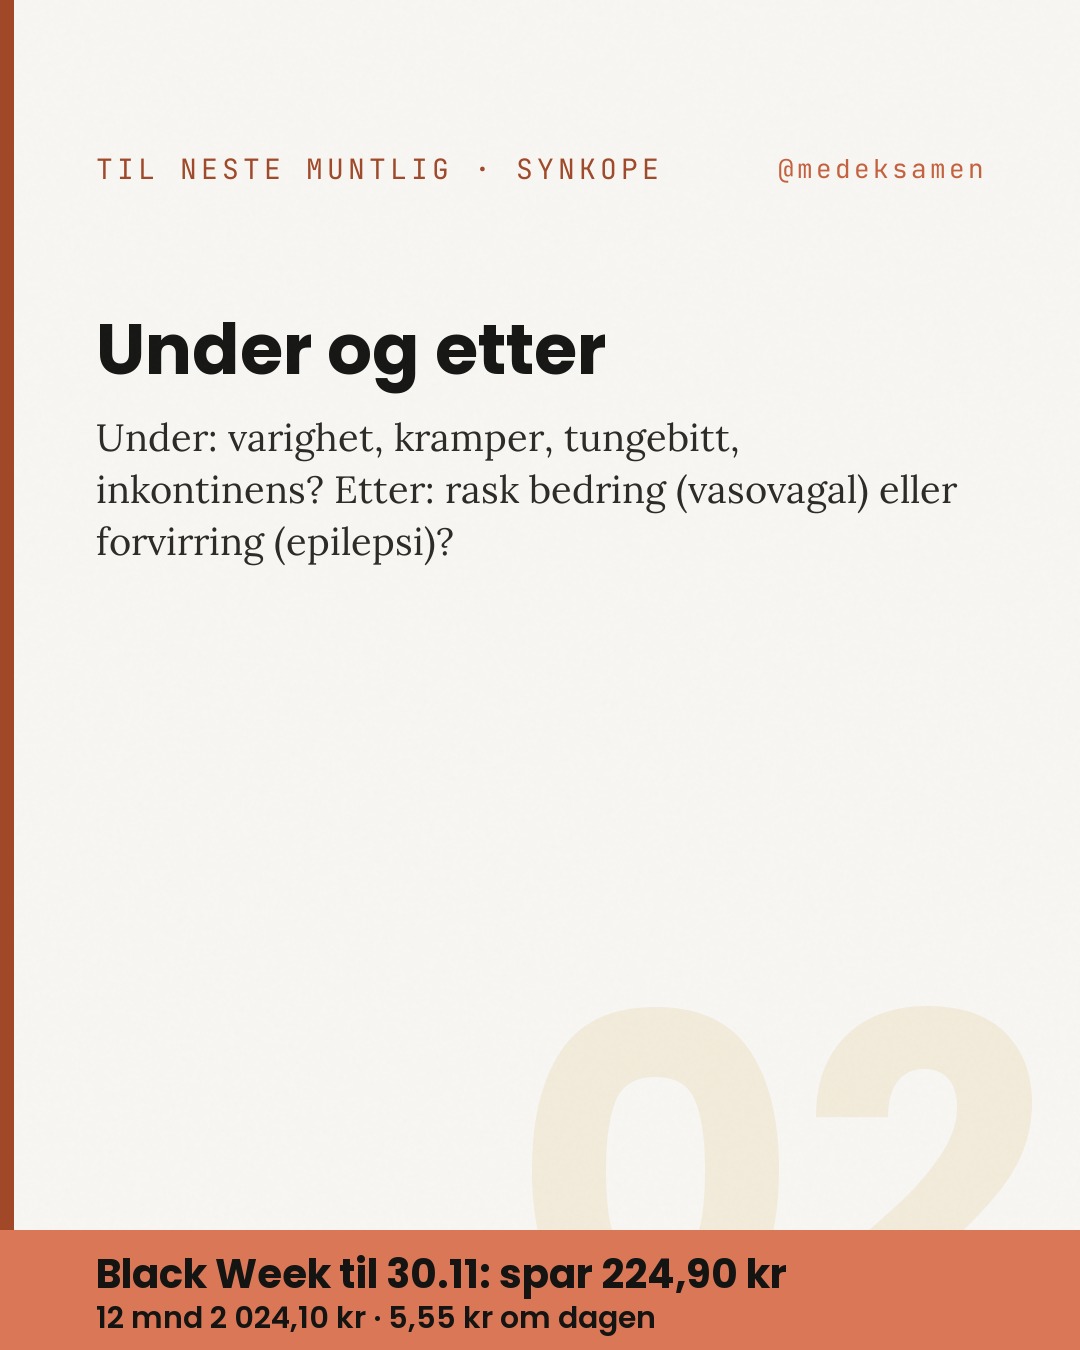 TIL NESTE MUNTLIG · SYNKOPE
@medeksamen
Under og etter
Under: varighet, kramper, tungebitt,
inkontinens? Etter: rask bedring (vasovagal) eller
forvirring (epilepsi)?
02
Black Week til 30.11: spar 224,90 kr
12 mnd 2 024,10 kr · 5,55 kr om dagen